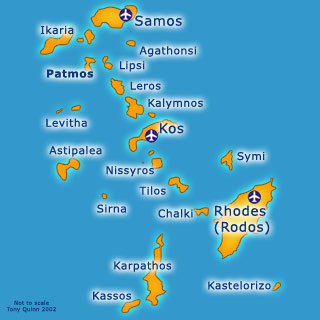 Samos
Ikaria
Agathonsi
Lipsi
Patmos
Leros
Kalymnos
Levitha
Kos
Astipalea
Nissyros
Symi
Tilos
Sirna
Chalki
Rhodes
(Rodos)
Karpathos
Kastelorizo
Kassos
Not to scale
Tony Quinn 2002